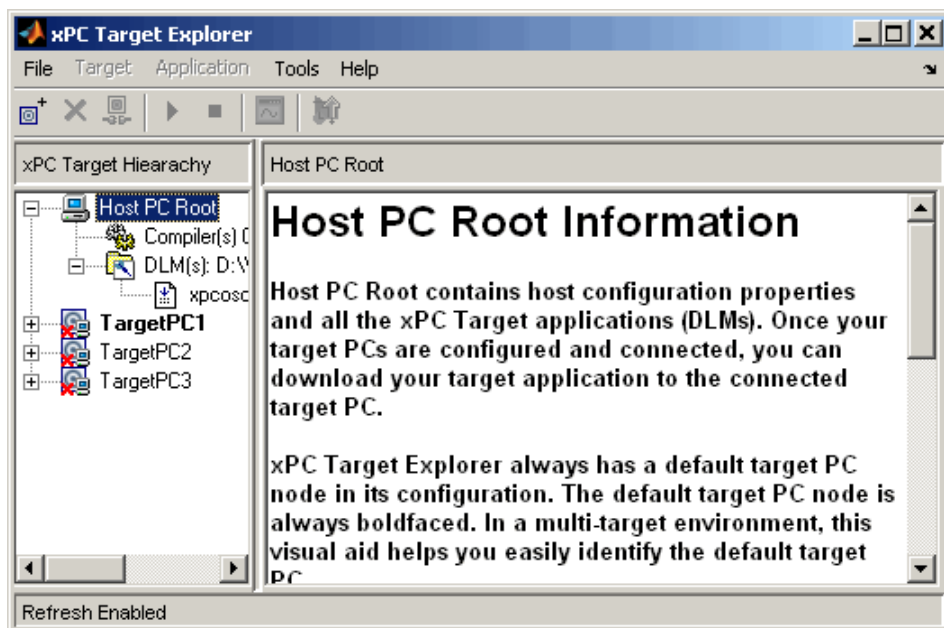 xPC Target Explorer
File Target Application Tools Help
xPC Target Hiearachy
Host PC Root
Host PC Root
Compiler(s) C
DLM(s): D:\
xpcosc
TargetPC1
TargetPC2
TargetPC3
Host PC Root Information
Host PC Root contains host configuration properties
and all the xPC Target applications (DLMs). Once your
target PCs are configured and connected, you can
download your target application to the connected
target PC.
xPC Target Explorer always has a default target PC
node in its configuration. The default target PC node is
always boldfaced. In a multi-target environment, this
visual aid helps you easily identify the default target
PC
Refresh Enabled